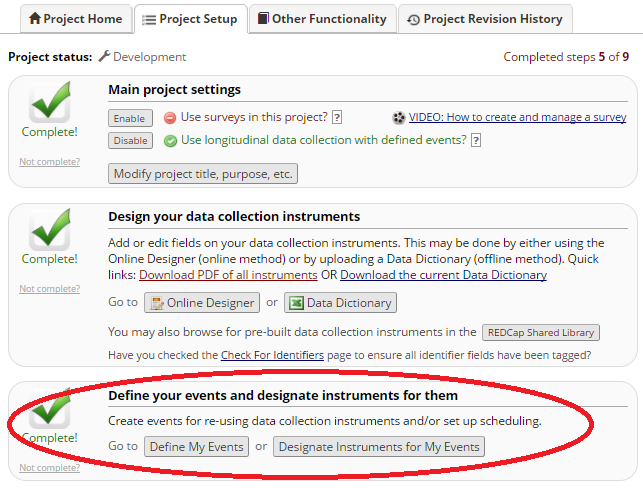 Project Home Project Setup Other Functionality Project Revision History
Project status: Development Completed steps 5 of 9
Main project settings
Enable Use surveys in this project? ? VIDEO: How to create and manage a survey
Complete!
Disable Use longitudinal data collection with defined events? ?
Not complete?
Modify project title, purpose, etc.
Design your data collection instruments
Add or edit fields on your data collection instruments. This may be done by either using the
Complete!
Online Designer (online method) or by uploading a Data Dictionary (offline method). Quick
links: Download PDF of all instruments OR Download the current Data Dictionary
Not complete?
Go to Online Designer or Data Dictionary
You may also browse for pre-built data collection instruments in the REDCap Shared Library
Have you checked the Check For Identifiers page to ensure all identifier fields have been tagged?
Define your events and designate instruments for them
Create events for re-using data collection instruments and/or set up scheduling.
Complete!
Go to Define My Events or Designate Instruments for My Events
Not complete?